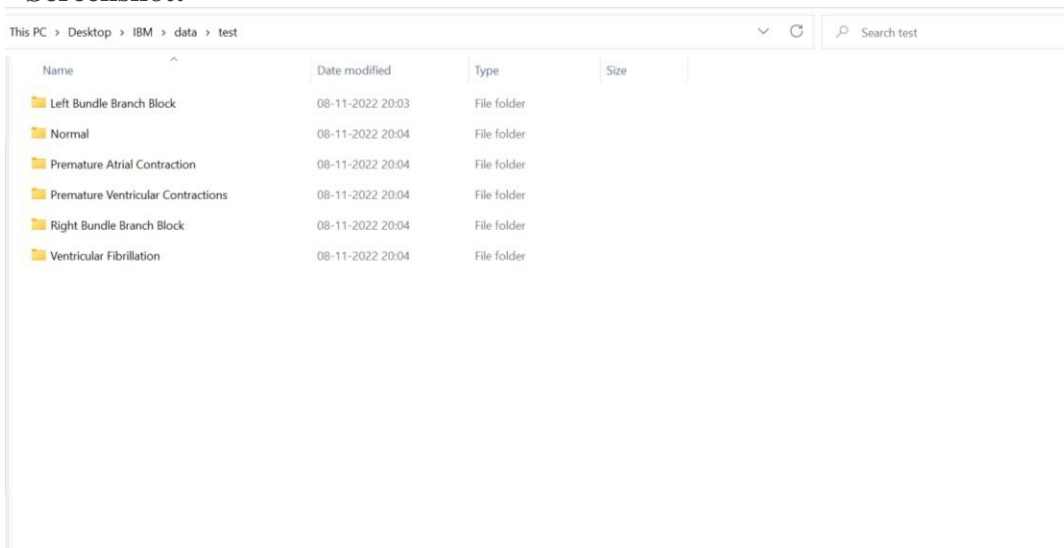 Screenshot:
This PC > Desktop > IBM > data > test
Search test
Name Date modified Type Size
Left Bundle Branch Block 08-11-2022 20:03 File folder
Normal 08-11-2022 20:04 File folder
Premature Atrial Contraction 08-11-2022 20:04 File folder
Premature Ventricular Contractions 08-11-2022 20:04 File folder
Right Bundle Branch Block 08-11-2022 20:04 File folder
Ventricular Fibrillation 08-11-2022 20:04 File folder